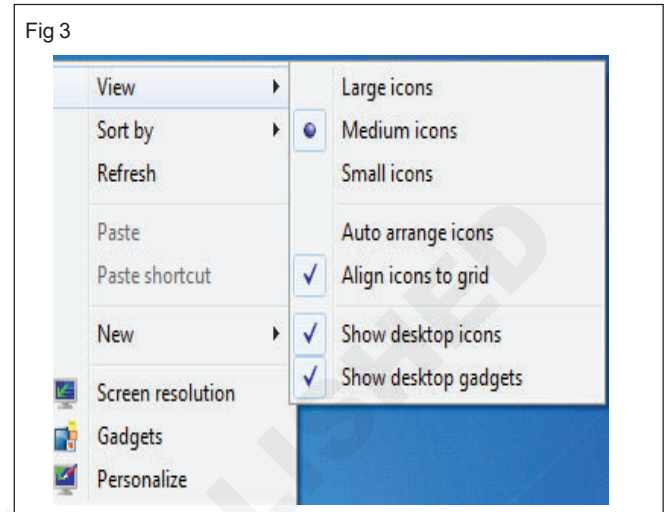 Fig 3
View
Sort by
Refresh
Paste
Paste shortcut
New
Screen resolution
Gadgets
Personalize
Large icons
Medium icons
Small icons
Auto arrange icons
Align icons to grid
Show desktop icons
Show desktop gadgets